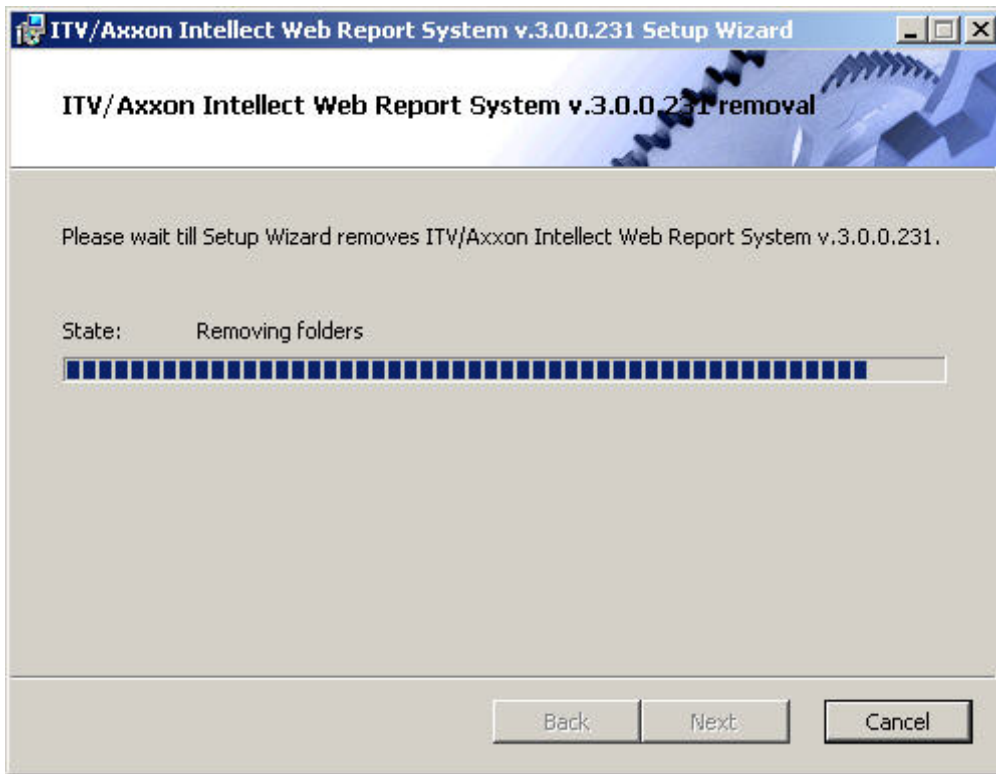 ITV/Axxon Intellect Web Report System v.3.0.0.231 Setup Wizard
ITV/Axxon Intellect Web Report System v.3.0.0.231 removal
Please wait till Setup Wizard removes ITV/Axxon Intellect Web Report System v.3.0.0.231.
State: Removing folders
Back Next Cancel